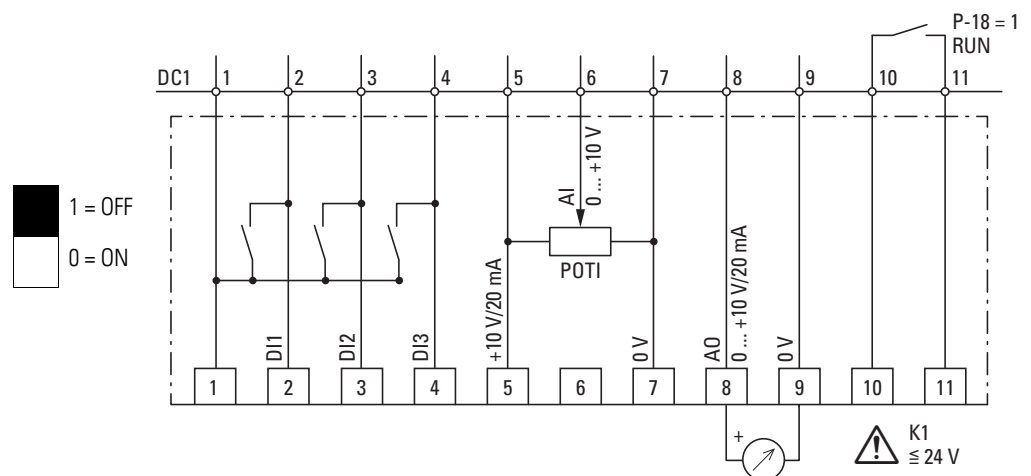 P-18 = 1
RUN
DC1 1 2 3 4 5 6 7 8 9 10 11
1 = OFF
0 = ON
AI
0 ... +10 V
POTI
DI1
DI2
DI3
+10 V/20 mA
0 V
AO
0 ... +10 V/20 mA
0 V
1 2 3 4 5 6 7 8 9 10 11
+
K1
≦ 24 V